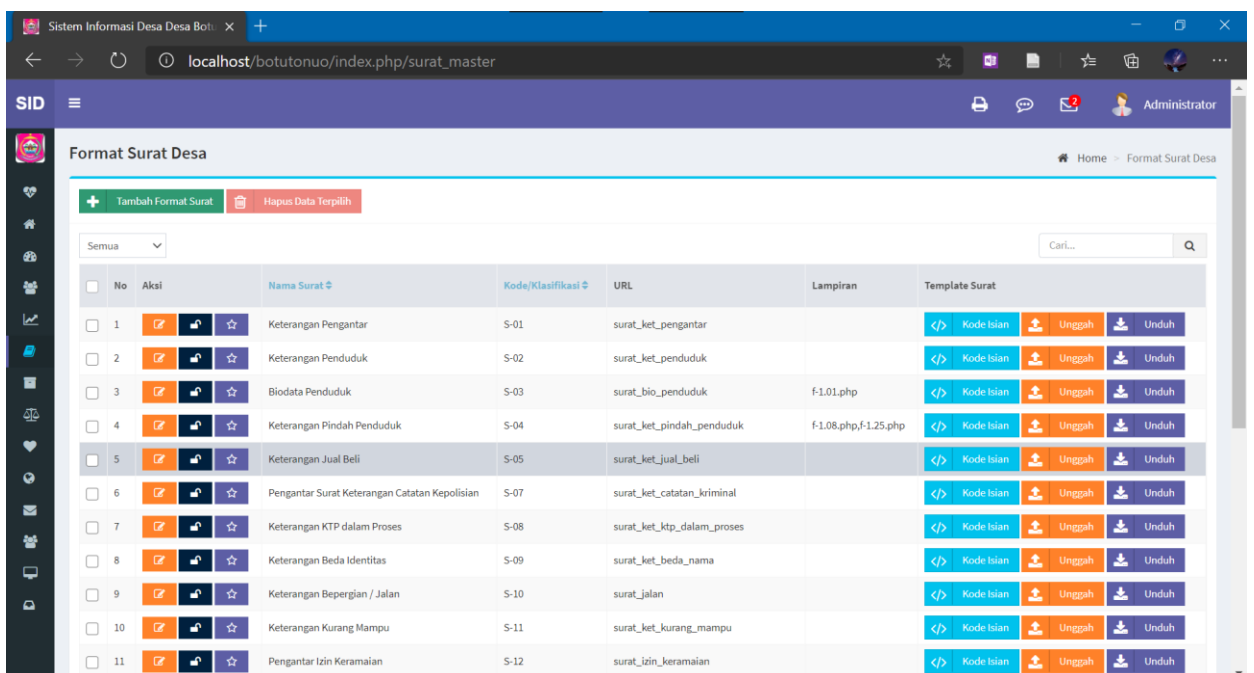 Sistem Informasi Desa Desa Botu
localhost/botutonuo/index.php/surat_master
SID 2 Administrator
Format Surat Desa Home > Format Surat Desa
Tambah Format Surat Hapus Data Terpilih
Semua Cari...
No Aksi Nama Surat Kode/Klasifikasi URL Lampiran Template Surat
1 Keterangan Pengantar S-01 surat_ket_pengantar Kode Isian Unggah Unduh
2 Keterangan Penduduk S-02 surat_ket_penduduk Kode Isian Unggah Unduh
3 Biodata Penduduk S-03 surat_bio_penduduk f-1.01.php Kode Isian Unggah Unduh
4 Keterangan Pindah Penduduk S-04 surat_ket_pindah_penduduk f-1.08.php,f-1.25.php Kode Isian Unggah Unduh
5 Keterangan Jual Beli S-05 surat_ket_jual_beli Kode Isian Unggah Unduh
6 Pengantar Surat Keterangan Catatan Kepolisian S-07 surat_ket_catatan_kriminal Kode Isian Unggah Unduh
7 Keterangan KTP dalam Proses S-08 surat_ket_ktp_dalam_proses Kode Isian Unggah Unduh
8 Keterangan Beda Identitas S-09 surat_ket_beda_nama Kode Isian Unggah Unduh
9 Keterangan Bepergian / Jalan S-10 surat_jalan Kode Isian Unggah Unduh
10 Keterangan Kurang Mampu S-11 surat_ket_kurang_mampu Kode Isian Unggah Unduh
11 Pengantar Izin Keramaian S-12 surat_izin_keramaian Kode Isian Unggah Unduh